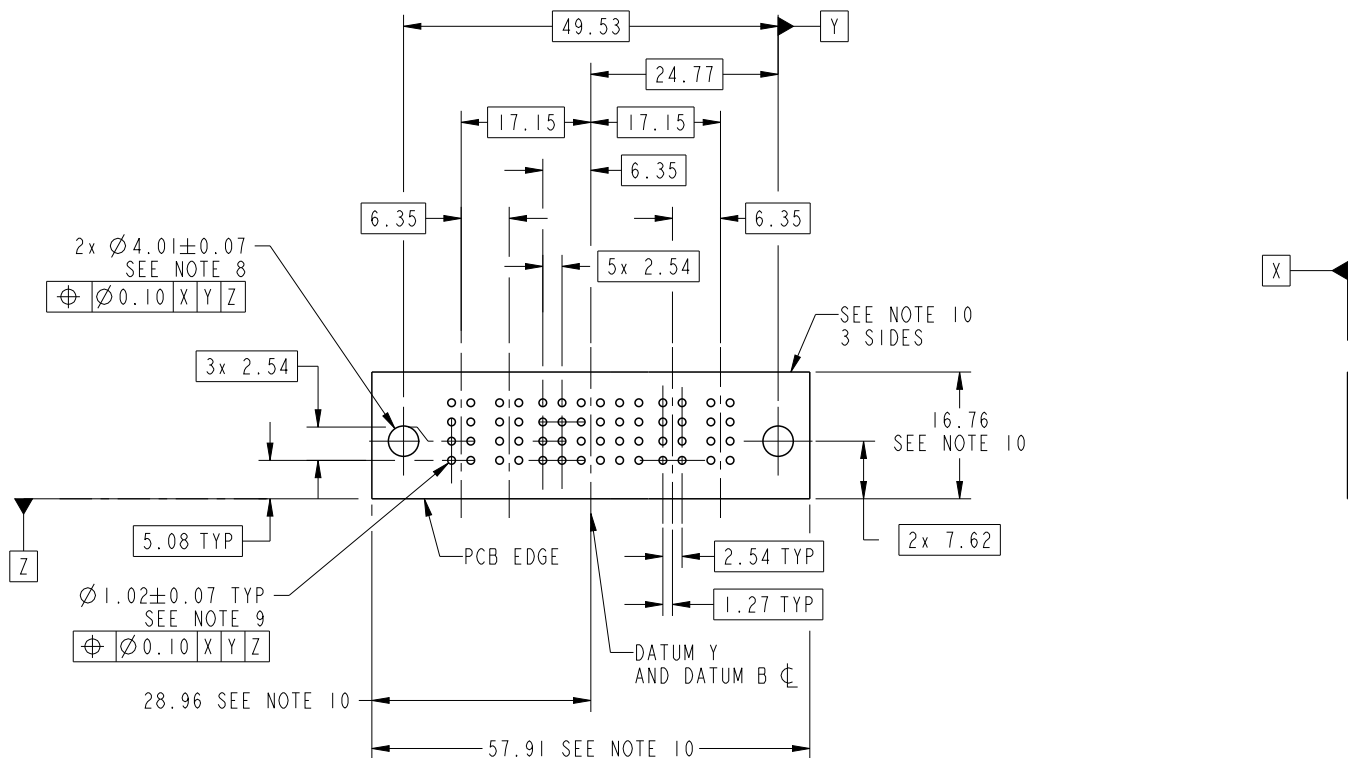 49.53
Y
24.77
17.15
17.15
6.35
6.35
6.35
2x Ø4.01±0.07
SEE NOTE 8
⌖ Ø0.10 X Y Z
5x 2.54
X
SEE NOTE 10
3 SIDES
3x 2.54
16.76
SEE NOTE 10
5.08 TYP
Z
PCB EDGE
2.54 TYP
2x 7.62
Ø1.02±0.07 TYP
SEE NOTE 9
⌖ Ø0.10 X Y Z
1.27 TYP
DATUM Y
AND DATUM B ℄
28.96 SEE NOTE 10
57.91 SEE NOTE 10